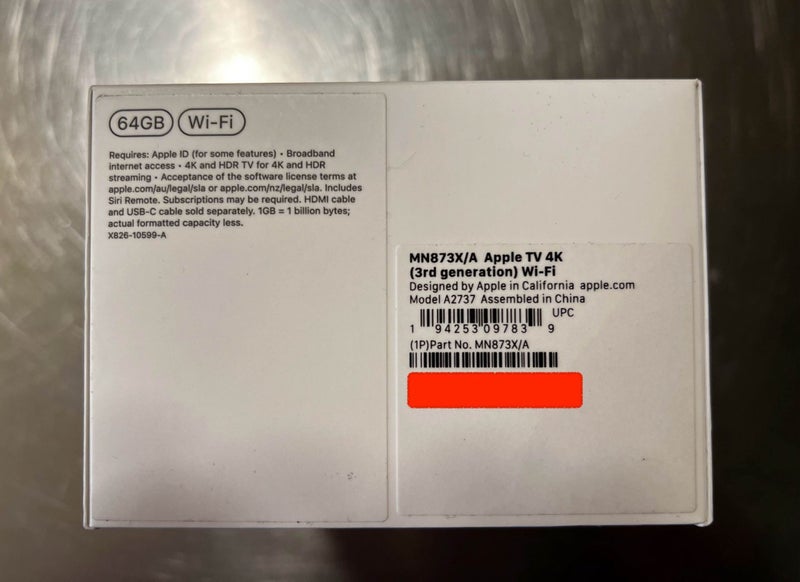 64GB Wi-Fi
Requires: Apple ID (for some features) • Broadband
internet access • 4K and HDR TV for 4K and HDR
streaming • Acceptance of the software license terms at
apple.com/au/legal/sla or apple.com/nz/legal/sla. Includes
Siri Remote. Subscriptions may be required. HDMI cable
and USB-C cable sold separately. 1GB = 1 billion bytes;
actual formatted capacity less.
X826-10599-A
MN873X/A Apple TV 4K
(3rd generation) Wi-Fi
Designed by Apple in California apple.com
Model A2737 Assembled in China
UPC
1 94253 09783 9
(1P)Part No. MN873X/A